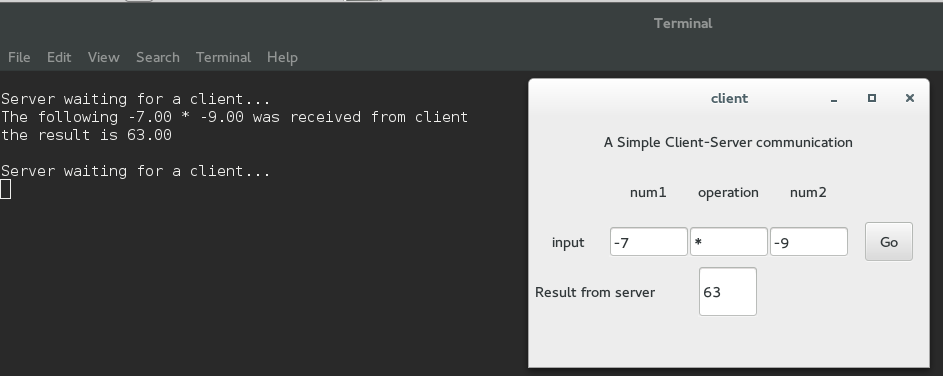 Terminal
File Edit View Search Terminal Help
Server waiting for a client...
The following -7.00 * -9.00 was received from client
the result is 63.00
Server waiting for a client...
client
A Simple Client-Server communication
num1 operation num2
input -7 * -9 Go
Result from server 63